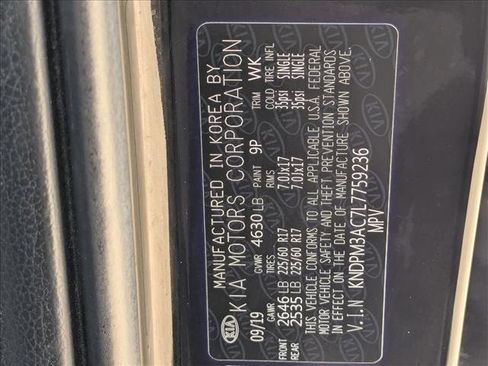 MANUFACTURED IN KOREA BY
KIA KIA MOTORS CORPORATION
09/19 GVWR 4630 LB PAINT 9P TRIM WK
GAWR TIRES RIMS COLD TIRE INFL
FRONT 2646 LB 225/60 R17 7.0Jx17 35psi SINGLE
REAR 2535 LB 225/60 R17 7.0Jx17 35psi SINGLE
THIS VEHICLE CONFORMS TO ALL APPLICABLE U.S.A FEDERAL
MOTOR VEHICLE SAFETY AND THEFT PREVENTION STANDARDS
IN EFFECT ON THE DATE OF MANUFACTURE SHOWN ABOVE.
V.I.N KNDPM3AC7L7759236
MPV